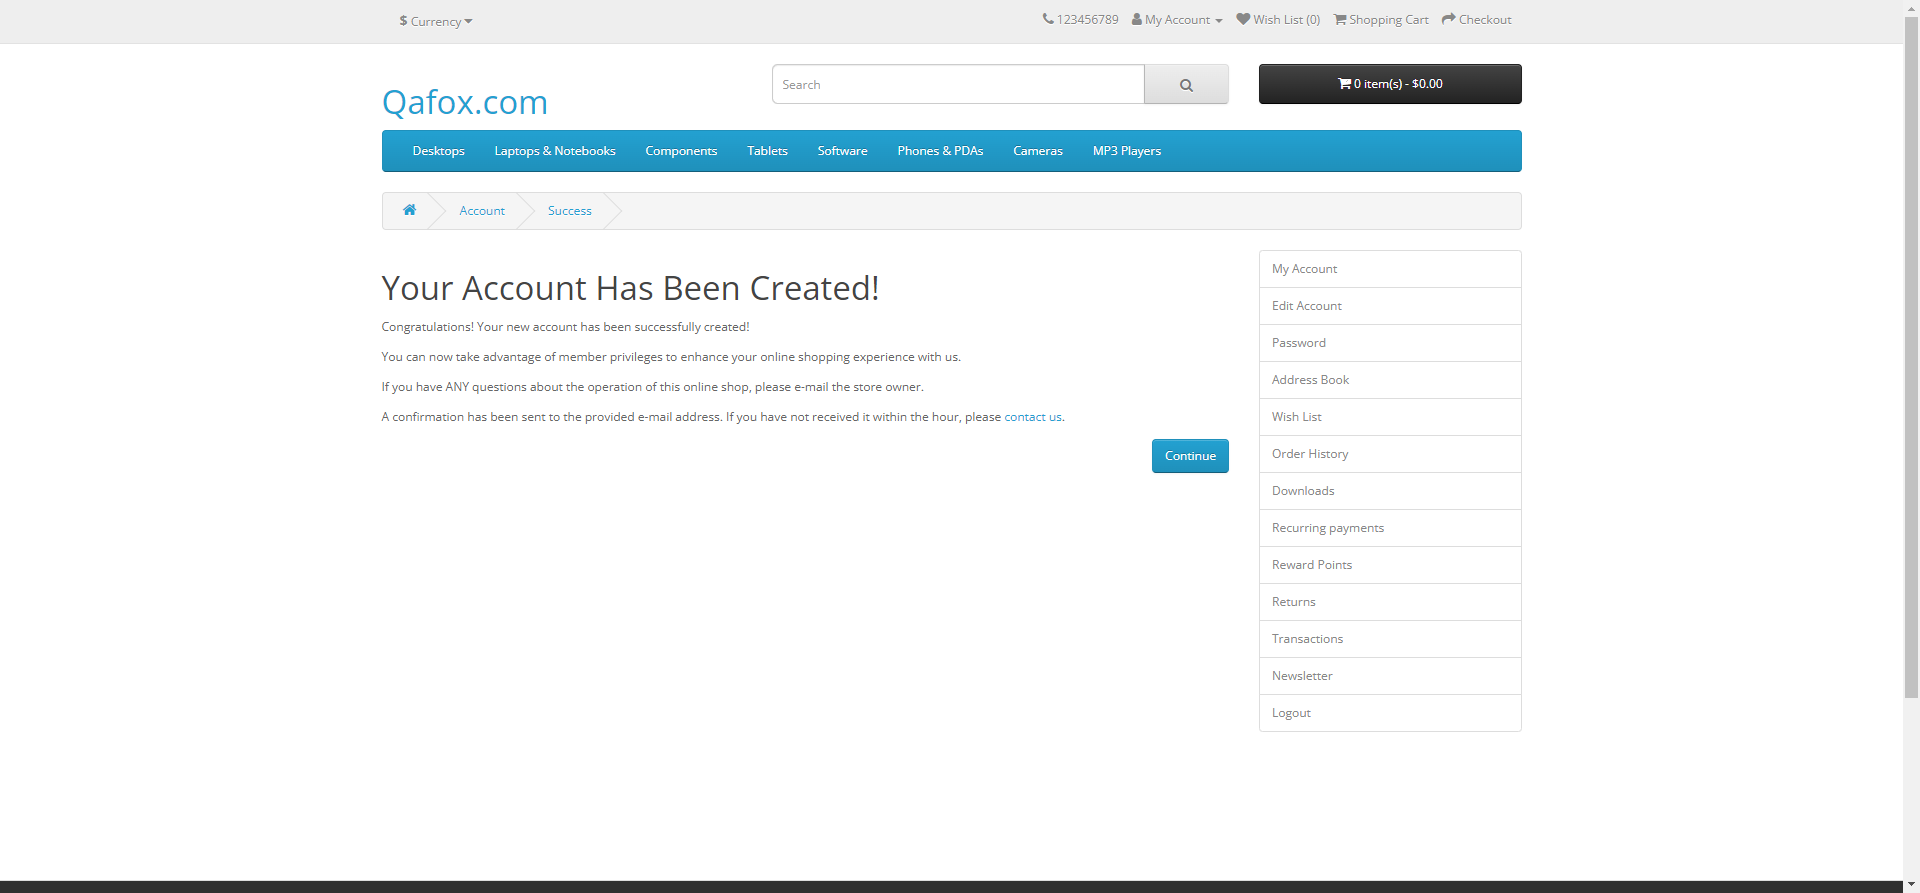 $ Currency
123456789 My Account Wish List (0) Shopping Cart Checkout
Qafox.com
Search
0 item(s) - $0.00
Desktops Laptops & Notebooks Components Tablets Software Phones & PDAs Cameras MP3 Players
Account Success
Your Account Has Been Created!
Congratulations! Your new account has been successfully created!
You can now take advantage of member privileges to enhance your online shopping experience with us.
If you have ANY questions about the operation of this online shop, please e-mail the store owner.
A confirmation has been sent to the provided e-mail address. If you have not received it within the hour, please contact us.
Continue
My Account
Edit Account
Password
Address Book
Wish List
Order History
Downloads
Recurring payments
Reward Points
Returns
Transactions
Newsletter
Logout